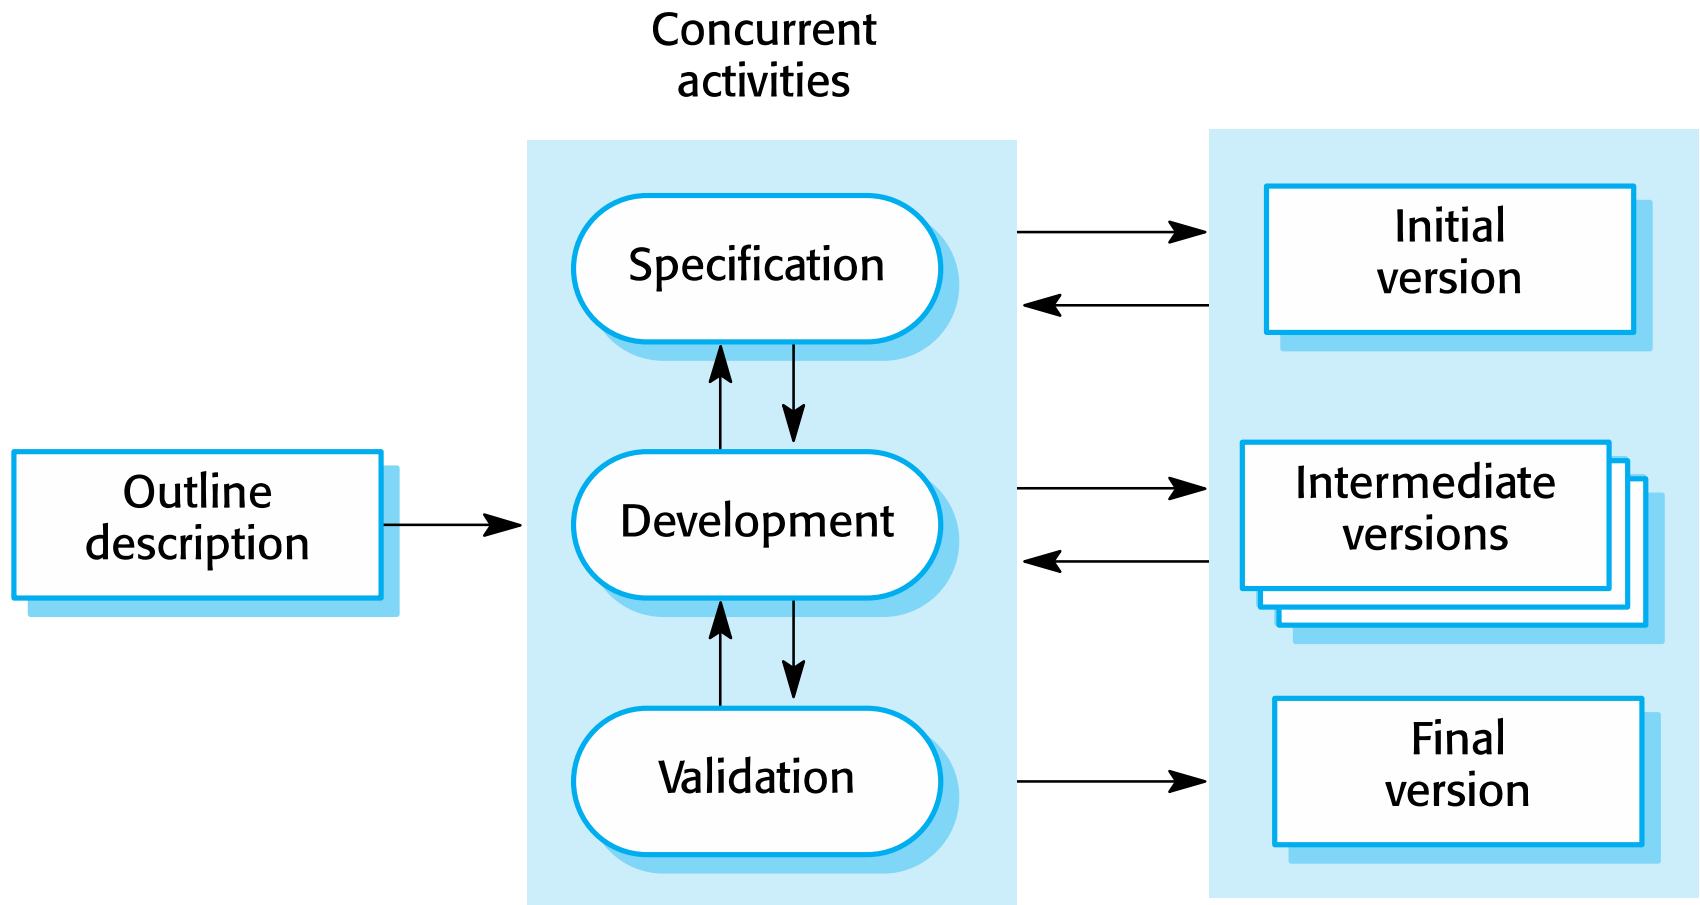 Concurrent
activities
Outline
description
Specification
Development
Validation
Initial
version
Intermediate
versions
Final
version